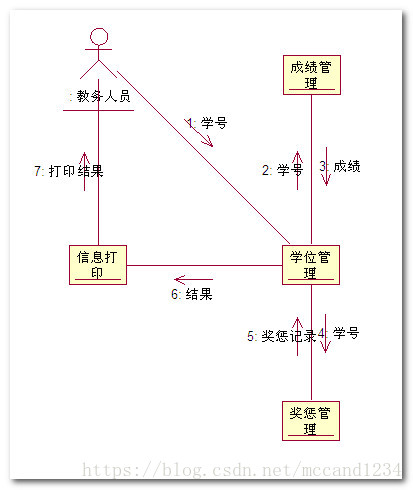 : 教务人员
成绩管
理
1: 学号
7: 打印结果
2: 学号
3: 成绩
信息打
印
学位管
理
6: 结果
5: 奖惩记录
4: 学号
奖惩管
理
https://blog.csdn.net/mccand1234